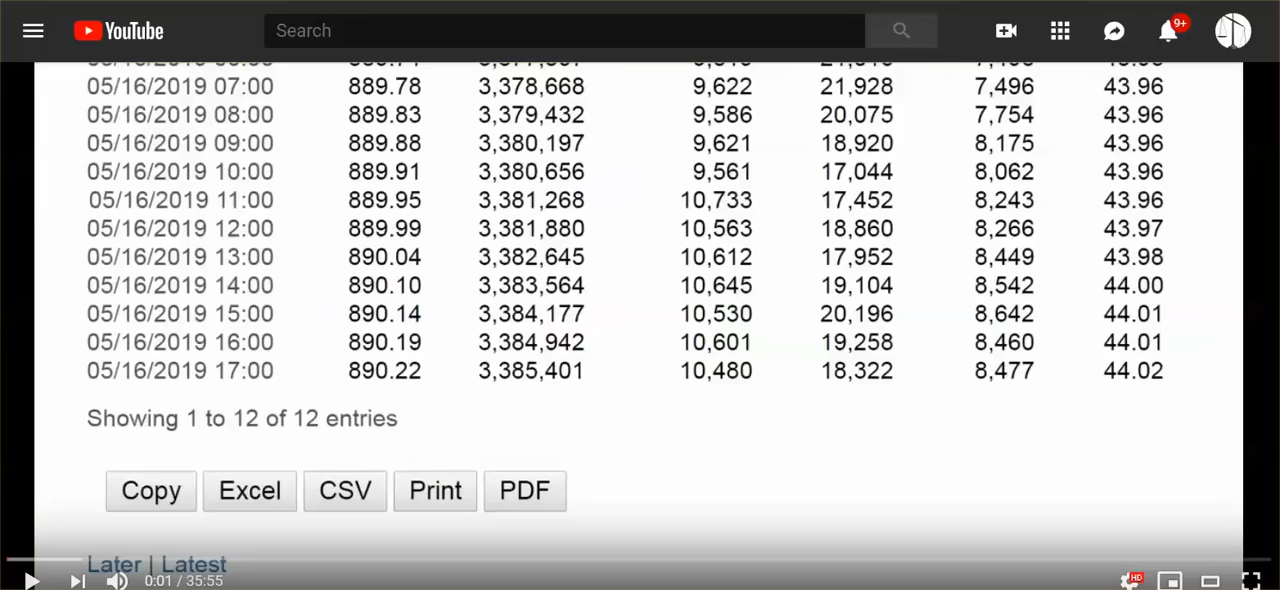 YouTube Search 9+
05/16/2019 07:00 889.78 3,378,668 9,622 21,928 7,496 43.96
05/16/2019 08:00 889.83 3,379,432 9,586 20,075 7,754 43.96
05/16/2019 09:00 889.88 3,380,197 9,621 18,920 8,175 43.96
05/16/2019 10:00 889.91 3,380,656 9,561 17,044 8,062 43.96
05/16/2019 11:00 889.95 3,381,268 10,733 17,452 8,243 43.96
05/16/2019 12:00 889.99 3,381,880 10,563 18,860 8,266 43.97
05/16/2019 13:00 890.04 3,382,645 10,612 17,952 8,449 43.98
05/16/2019 14:00 890.10 3,383,564 10,645 19,104 8,542 44.00
05/16/2019 15:00 890.14 3,384,177 10,530 20,196 8,642 44.01
05/16/2019 16:00 890.19 3,384,942 10,601 19,258 8,460 44.01
05/16/2019 17:00 890.22 3,385,401 10,480 18,322 8,477 44.02
Showing 1 to 12 of 12 entries
Copy Excel CSV Print PDF
Later | Latest
0:01 / 35:55 HD